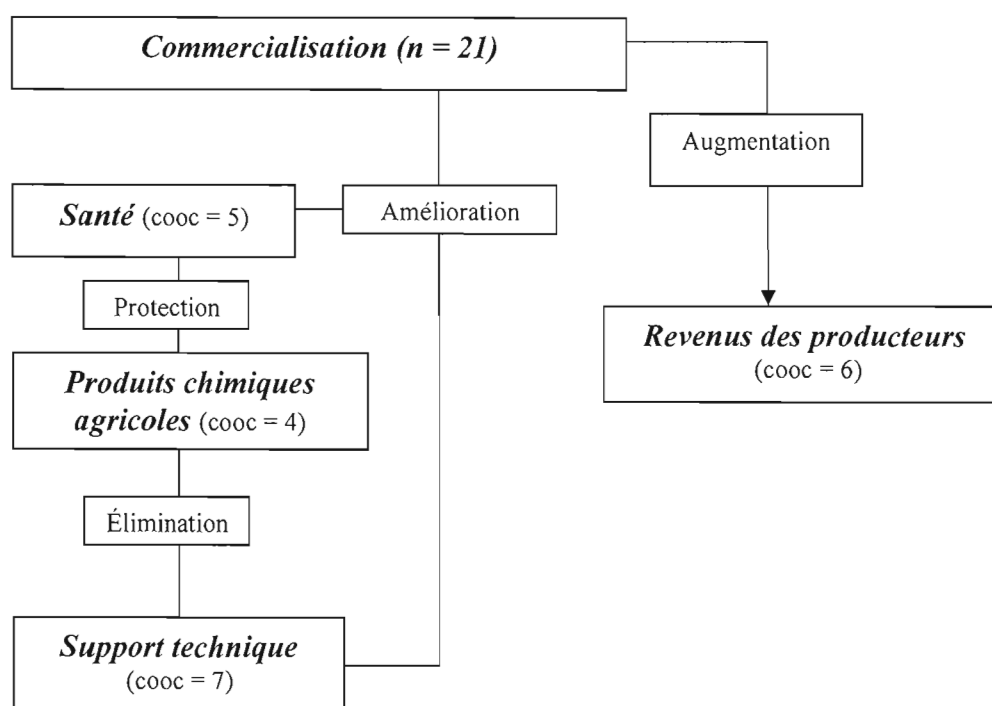 Commercialisation (n = 21)
Augmentation
Santé (cooc = 5)
Amélioration
Protection
Revenus des producteurs
(cooc = 6)
Produits chimiques
agricoles (cooc = 4)
Élimination
Support technique
(cooc = 7)